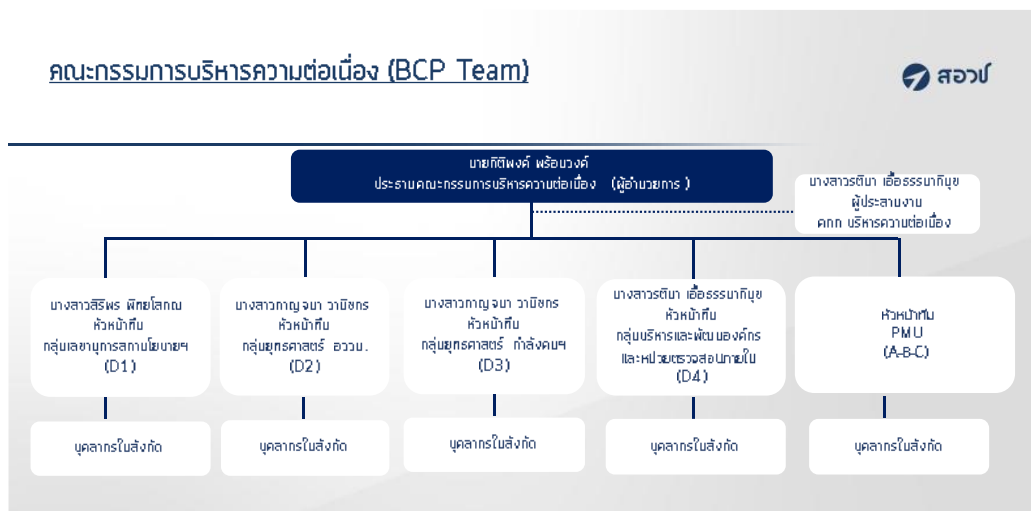 คณะกรรมการบริหารความต่อเนื่อง (BCP Team)
สอวช
นายกิติพงค์ พร้อมวงค์
ประธานคณะกรรมการบริหารความต่อเนื่อง (ผู้อำนวยการ )
นางสาวรติมา เอื้อธรรมาภิมุข
ผู้ประสานงาน
คกก บริหารความต่อเนื่อง
นางสาวสิริพร พิทยโสภณ
หัวหน้าทีม
กลุ่มเลขานุการสภานโยบายฯ
(D1)
นางสาวกาญจนา วานิชกร
หัวหน้าทีม
กลุ่มยุทธศาสตร์ อววน.
(D2)
นางสาวกาญจนา วานิชกร
หัวหน้าทีม
กลุ่มยุทธศาสตร์ กำลังคนฯ
(D3)
นางสาวรติมา เอื้อธรรมาภิมุข
หัวหน้าทีม
กลุ่มบริหารและพัฒนองค์กร
และหน่วยตรวจสอบภายใน
(D4)
หัวหน้าทีม
PMU
(A-B-C)
บุคลากรในสังกัด
บุคลากรในสังกัด
บุคลากรในสังกัด
บุคลากรในสังกัด
บุคลากรในสังกัด